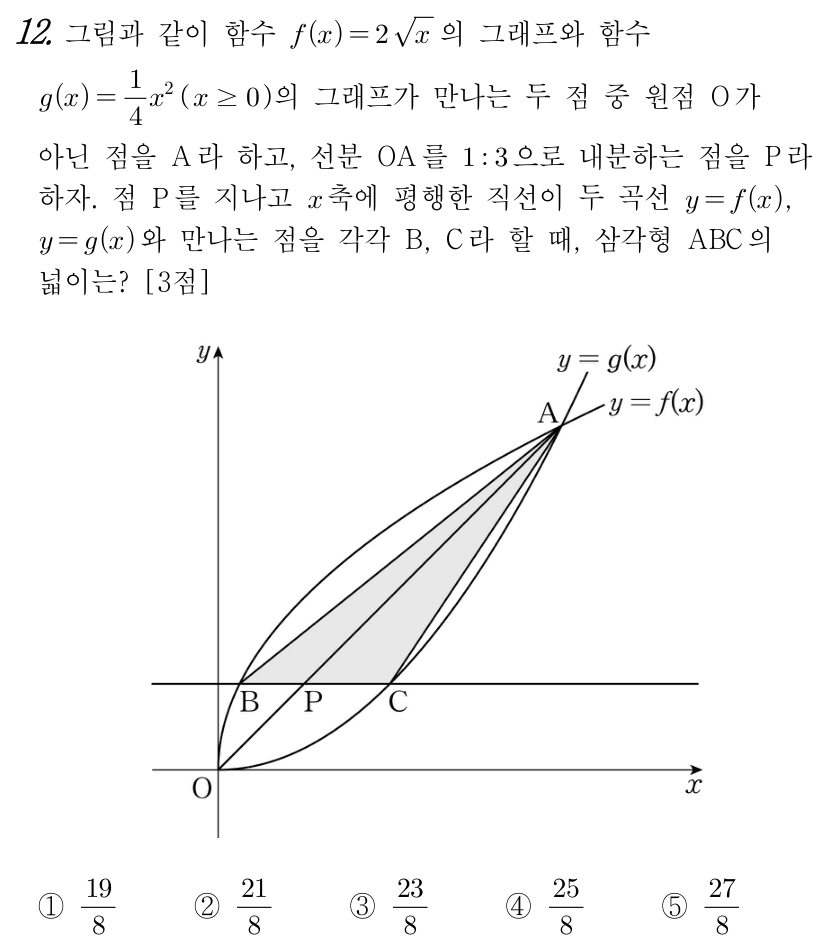 12. 그림과 같이 함수 f(x)=2√x 의 그래프와 함수
g(x)=1/4x²(x≥0)의 그래프가 만나는 두 점 중 원점 O가
아닌 점을 A라 하고, 선분 OA를 1:3으로 내분하는 점을 P라
하자. 점 P를 지나고 x축에 평행한 직선이 두 곡선 y=f(x),
y=g(x)와 만나는 점을 각각 B, C라 할 때, 삼각형 ABC의
넓이는? [3점]
y
y=g(x)
A
y=f(x)
B P C
O
x
① 19/8 ② 21/8 ③ 23/8 ④ 25/8 ⑤ 27/8